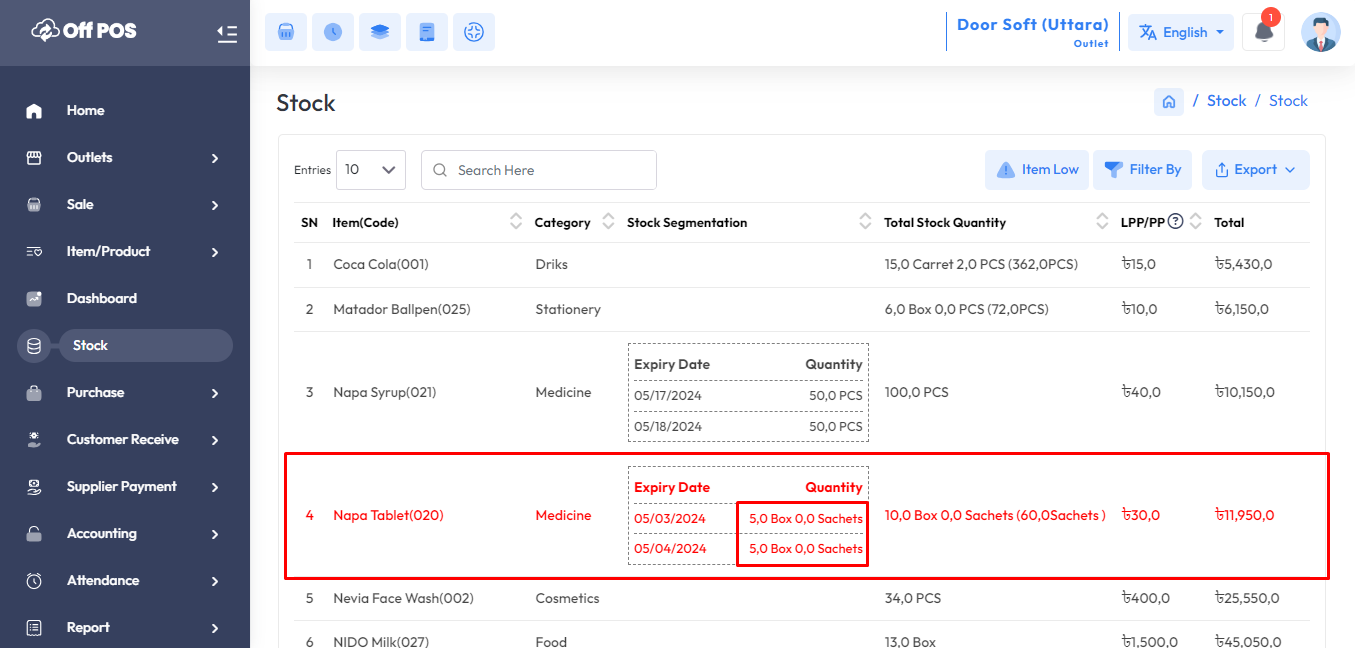 Off POS
Door Soft (Uttara)
Outlet
English
1
Home
Outlets
Sale
Item/Product
Dashboard
Stock
Purchase
Customer Receive
Supplier Payment
Accounting
Attendance
Report
Stock
/ Stock / Stock
Entries 10 Search Here Item Low Filter By Export
SN Item(Code) Category Stock Segmentation Total Stock Quantity LPP/PP ? Total
1 Coca Cola(001) Driks 15,0 Carret 2,0 PCS (362,0PCS) ৳15,0 ৳5,430,0
2 Matador Ballpen(025) Stationery 6,0 Box 0,0 PCS (72,0PCS) ৳10,0 ৳6,150,0
Expiry Date Quantity
05/17/2024 50,0 PCS
3 Napa Syrup(021) Medicine 100,0 PCS ৳40,0 ৳10,150,0
05/18/2024 50,0 PCS
Expiry Date Quantity
05/03/2024 5,0 Box 0,0 Sachets
4 Napa Tablet(020) Medicine 10,0 Box 0,0 Sachets (60,0Sachets ) ৳30,0 ৳11,950,0
05/04/2024 5,0 Box 0,0 Sachets
5 Nevia Face Wash(002) Cosmetics 34,0 PCS ৳400,0 ৳25,550,0
6 NIDO Milk(027) Food 13,0 Box ৳1,500,0 ৳45,050,0